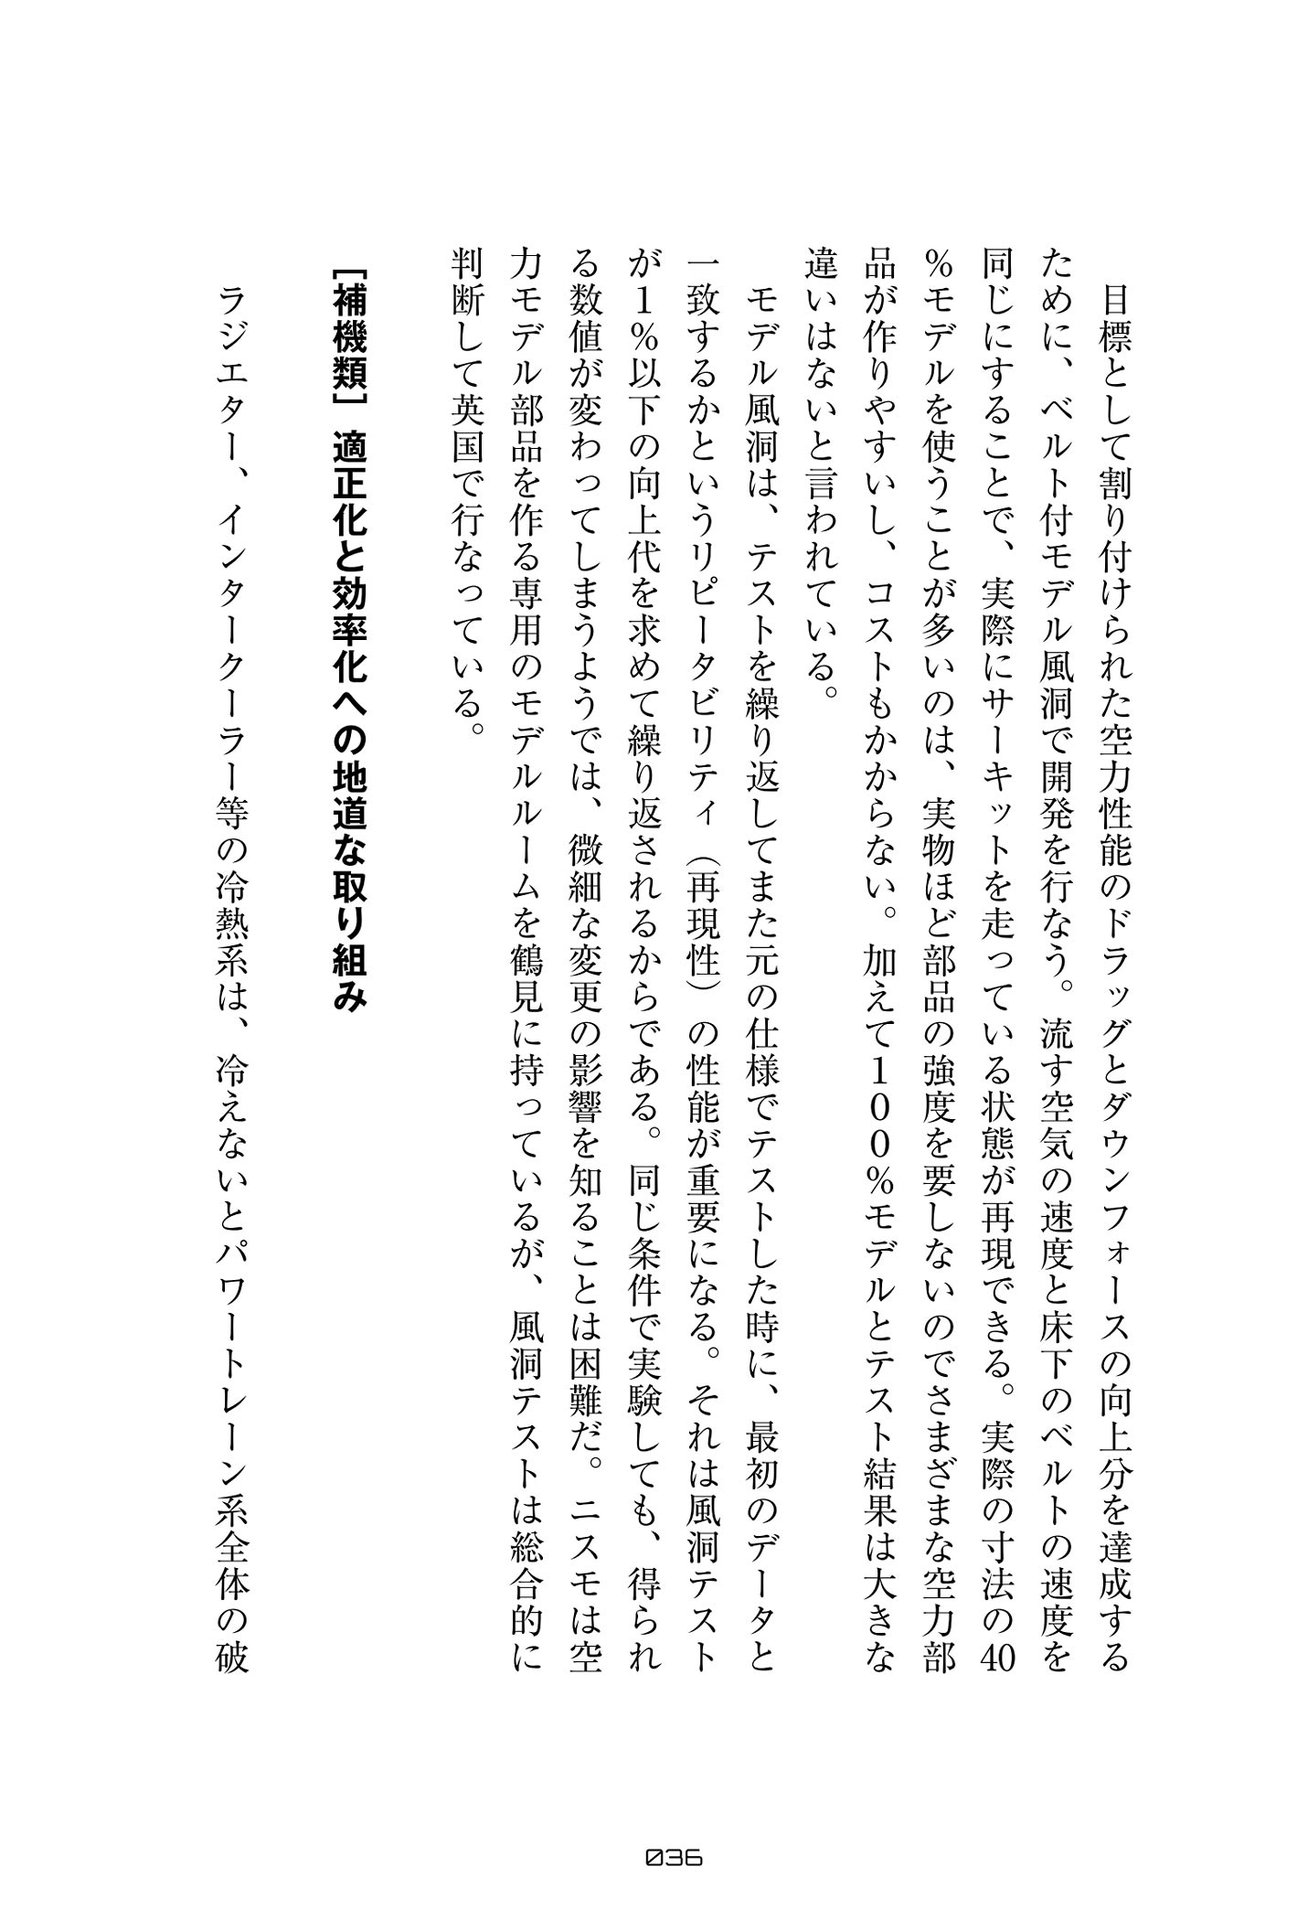 目標として割り付けられた空力性能のドラッグとダウンフォースの向上分を達成する
ために、ベルト付モデル風洞で開発を行なう。流す空気の速度と床下のベルトの速度を
同じにすることで、実際にサーキットを走っている状態が再現できる。実際の寸法の40
％モデルを使うことが多いのは、実物ほど部品の強度を要しないのでさまざまな空力部
品が作りやすいし、コストもかからない。加えて１００％モデルとテスト結果は大きな
違いはないと言われている。
モデル風洞は、テストを繰り返してまた元の仕様でテストした時に、最初のデータと
一致するかというリピータビリティ（再現性）の性能が重要になる。それは風洞テスト
が１％以下の向上代を求めて繰り返されるからである。同じ条件で実験しても、得られ
る数値が変わってしまうようでは、微細な変更の影響を知ることは困難だ。ニスモは空
力モデル部品を作る専用のモデルルームを鶴見に持っているが、風洞テストは総合的に
判断して英国で行なっている。
［補機類］適正化と効率化への地道な取り組み
ラジエター、インタークーラー等の冷熱系は、冷えないとパワートレーン系全体の破
036